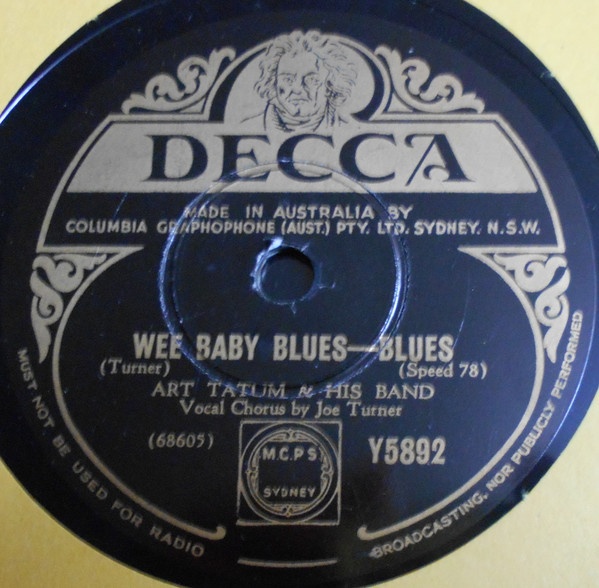 DECCA
MADE IN AUSTRALIA BY
COLUMBIA GRAPHOPHONE (AUST.) PTY. LTD. SYDNEY. N.S.W.
WEE BABY BLUES—BLUES
(Turner) (Speed 78)
ART TATUM & HIS BAND
Vocal Chorus by Joe Turner
(68605) Y5892
M.C.P.S
SYDNEY
MUST NOT BE USED FOR RADIO BROADCASTING, NOR PUBLICLY PERFORMED